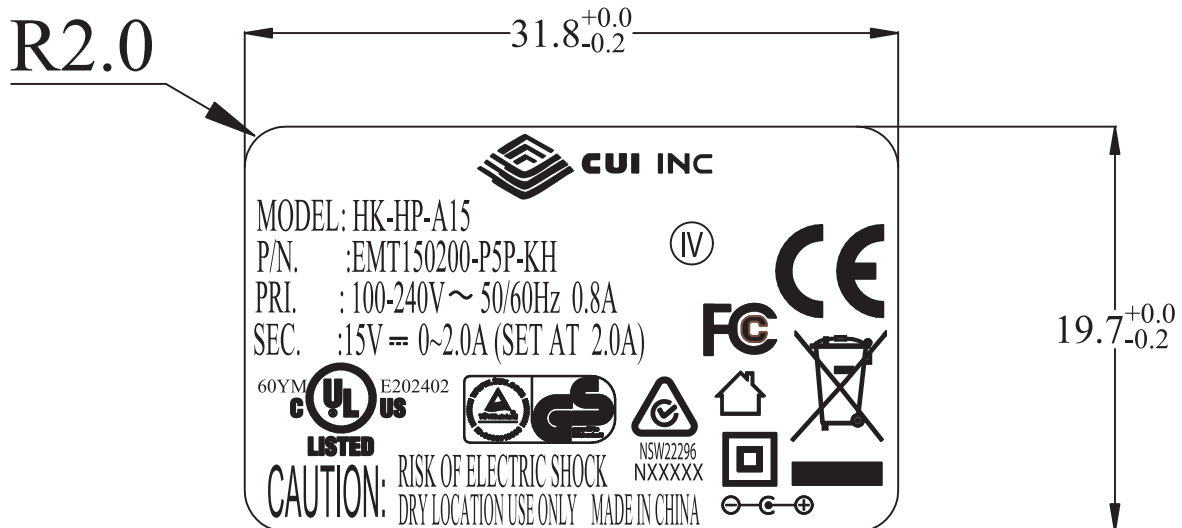 R2.0
31.8 +0.0 -0.2
19.7 +0.0 -0.2
CUI INC
MODEL: HK-HP-A15
P/N. :EMT150200-P5P-KH
PRI. : 100-240V ~ 50/60Hz 0.8A
SEC. :15V ⎓ 0~2.0A (SET AT 2.0A)
IV
CE
FC
60YM
E202402
C UL US
LISTED
GS
NSW22296
NXXXXX
CAUTION: RISK OF ELECTRIC SHOCK
DRY LOCATION USE ONLY MADE IN CHINA